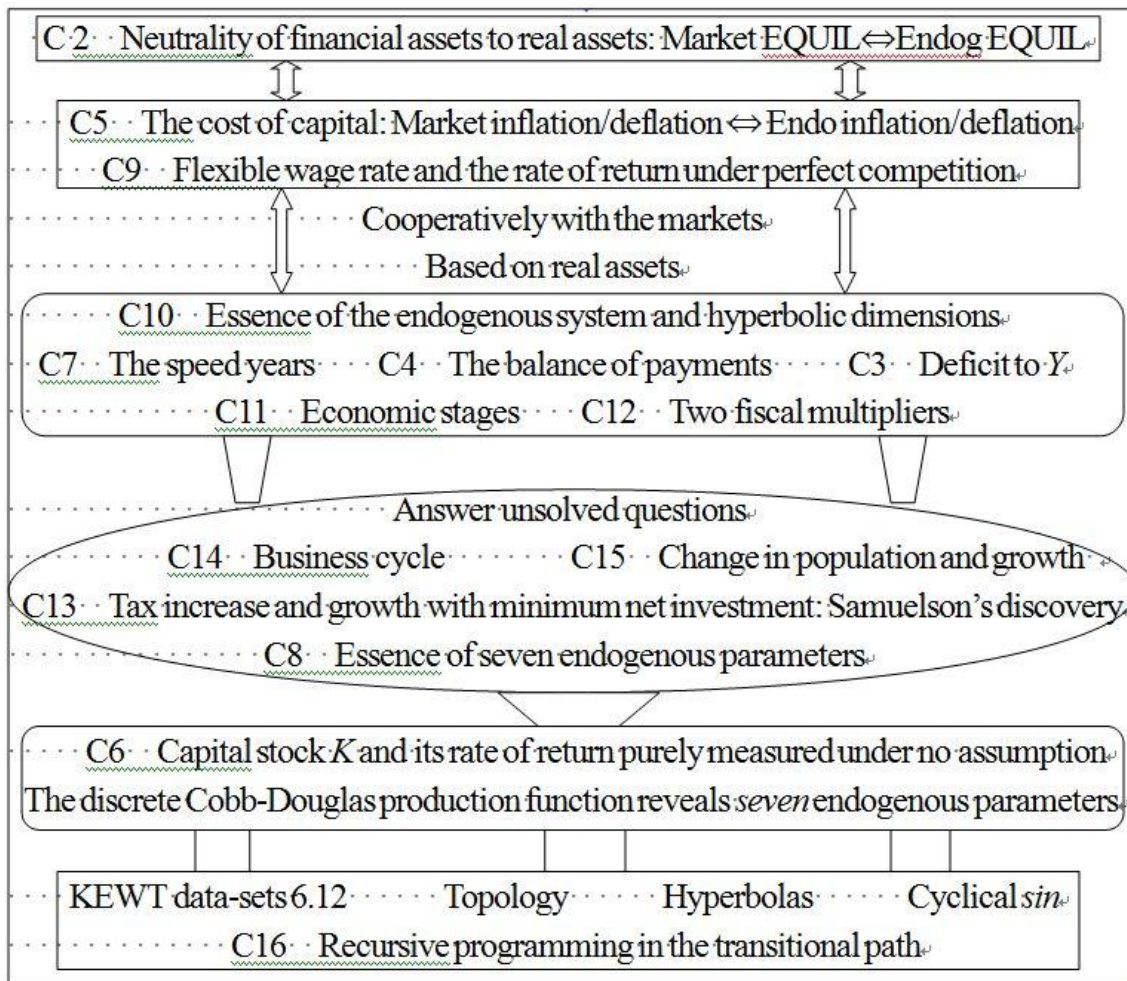 C 2 Neutrality of financial assets to real assets: Market EQUIL⇔Endog EQUIL
C5 The cost of capital: Market inflation/deflation ⇔ Endo inflation/deflation
C9 Flexible wage rate and the rate of return under perfect competition
Cooperatively with the markets
Based on real assets
C10 Essence of the endogenous system and hyperbolic dimensions
C7 The speed years C4 The balance of payments C3 Deficit to Y
C11 Economic stages C12 Two fiscal multipliers
Answer unsolved questions
C14 Business cycle C15 Change in population and growth
C13 Tax increase and growth with minimum net investment: Samuelson's discovery
C8 Essence of seven endogenous parameters
C6 Capital stock K and its rate of return purely measured under no assumption
The discrete Cobb-Douglas production function reveals seven endogenous parameters
KEWT data-sets 6.12 Topology Hyperbolas Cyclical sin
C16 Recursive programming in the transitional path